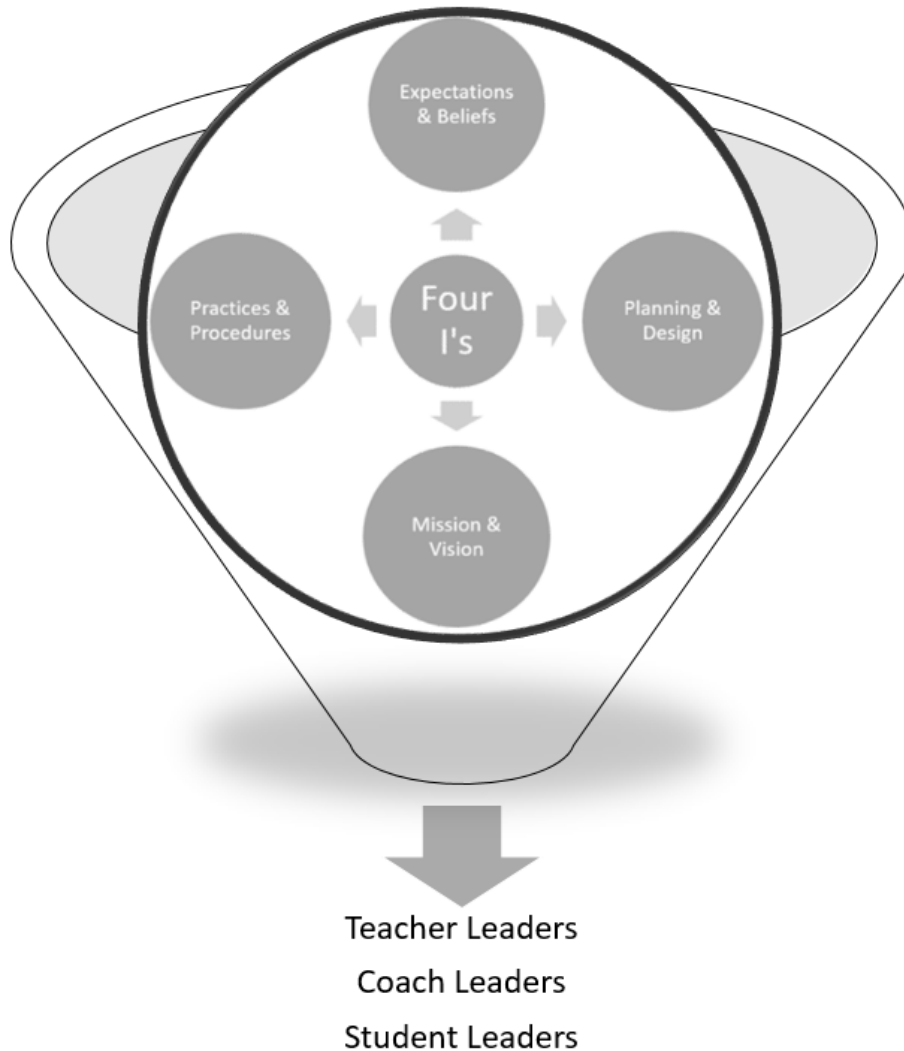 Expectations
& Beliefs
Practices &
Procedures
Four
I's
Planning &
Design
Mission &
Vision
Teacher Leaders
Coach Leaders
Student Leaders